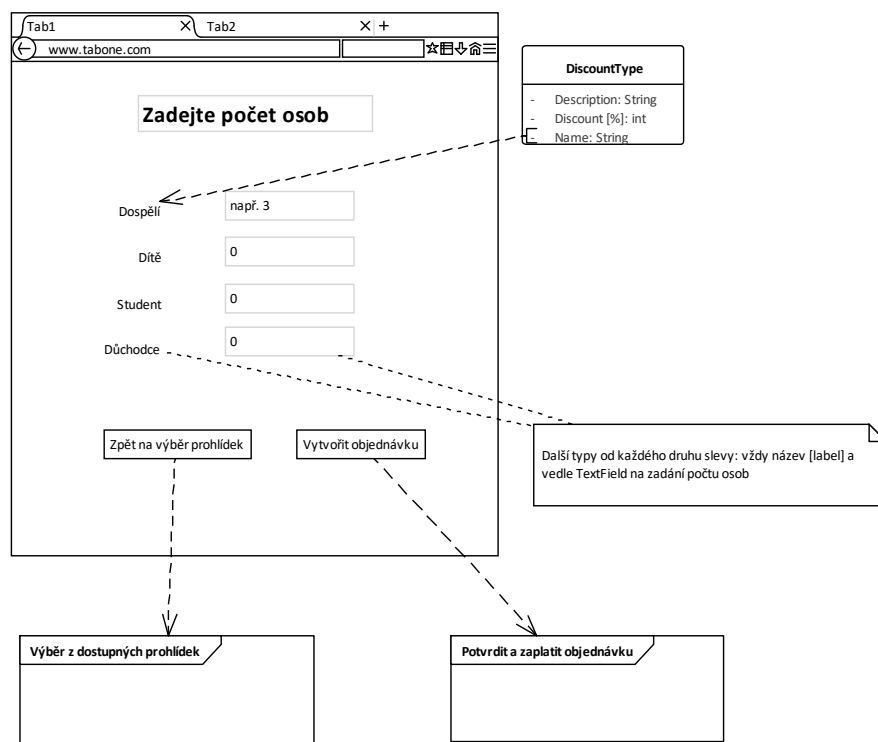 Tab1
Tab2
www.tabone.com
DiscountType
- Description: String
- Discount [%]: int
- Name: String
Zadejte počet osob
Dospělí
např. 3
Dítě
0
Student
0
Důchodce
0
Zpět na výběr prohlídek
Vytvořit objednávku
Další typy od každého druhu slevy: vždy název [label] a
vedle TextField na zadání počtu osob
Výběr z dostupných prohlídek
Potvrdit a zaplatit objednávku